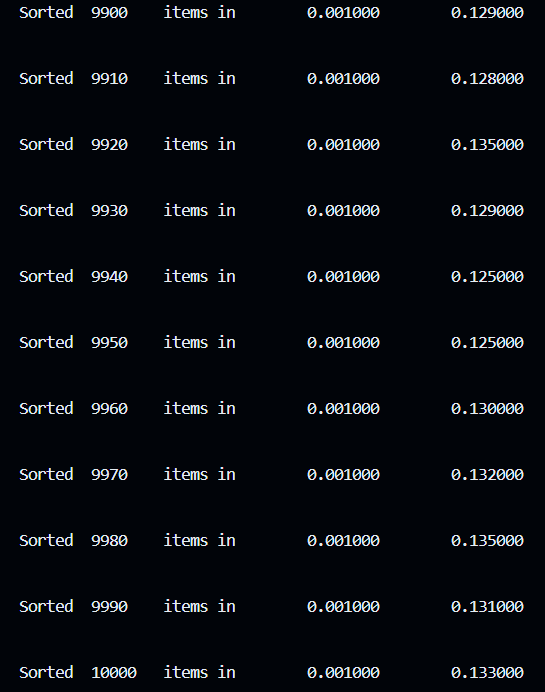 Sorted 9900 items in 0.001000 0.129000
Sorted 9910 items in 0.001000 0.128000
Sorted 9920 items in 0.001000 0.135000
Sorted 9930 items in 0.001000 0.129000
Sorted 9940 items in 0.001000 0.125000
Sorted 9950 items in 0.001000 0.125000
Sorted 9960 items in 0.001000 0.130000
Sorted 9970 items in 0.001000 0.132000
Sorted 9980 items in 0.001000 0.135000
Sorted 9990 items in 0.001000 0.131000
Sorted 10000 items in 0.001000 0.133000